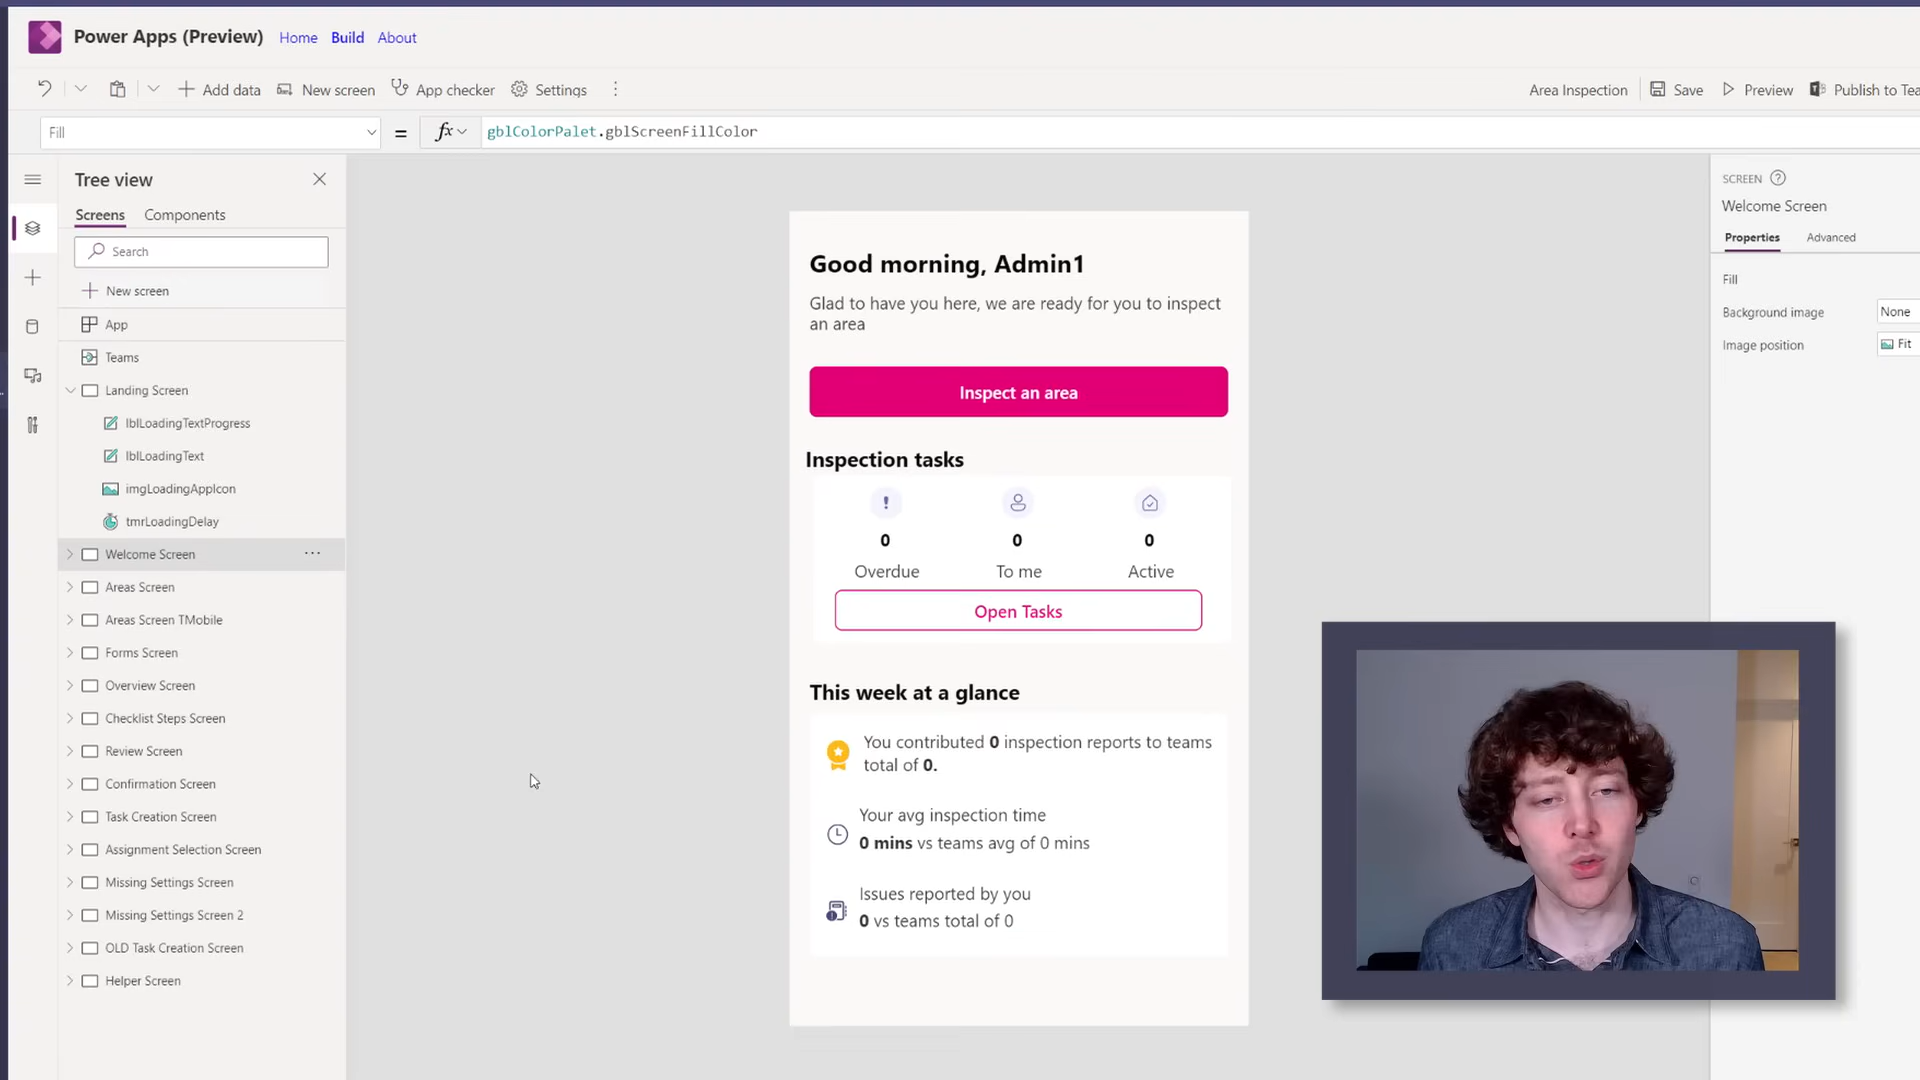 Power Apps (Preview) Home Build About
Add data New screen App checker Settings
Area Inspection Save Preview Publish to Tea
Fill = fx gblColorPalet.gblScreenFillColor
Tree view
Screens Components
Search
New screen
App
Teams
Landing Screen
lblLoadingTextProgress
lblLoadingText
imgLoadingAppIcon
tmrLoadingDelay
Welcome Screen
Areas Screen
Areas Screen TMobile
Forms Screen
Overview Screen
Checklist Steps Screen
Review Screen
Confirmation Screen
Task Creation Screen
Assignment Selection Screen
Missing Settings Screen
Missing Settings Screen 2
OLD Task Creation Screen
Helper Screen
Good morning, Admin1
Glad to have you here, we are ready for you to inspect
an area
Inspect an area
Inspection tasks
0 0 0
Overdue To me Active
Open Tasks
This week at a glance
You contributed 0 inspection reports to teams
total of 0.
Your avg inspection time
0 mins vs teams avg of 0 mins
Issues reported by you
0 vs teams total of 0
SCREEN
Welcome Screen
Properties Advanced
Fill
Background image None
Image position Fit